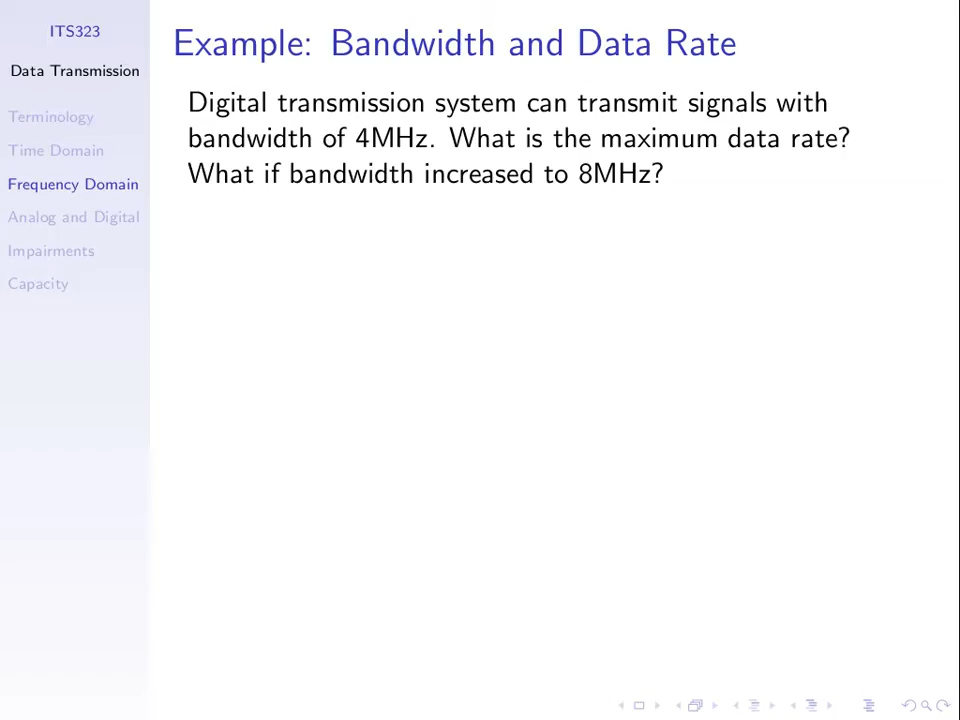 ITS323
Data Transmission
Terminology
Time Domain
Frequency Domain
Analog and Digital
Impairments
Capacity
Example: Bandwidth and Data Rate
Digital transmission system can transmit signals with
bandwidth of 4MHz. What is the maximum data rate?
What if bandwidth increased to 8MHz?